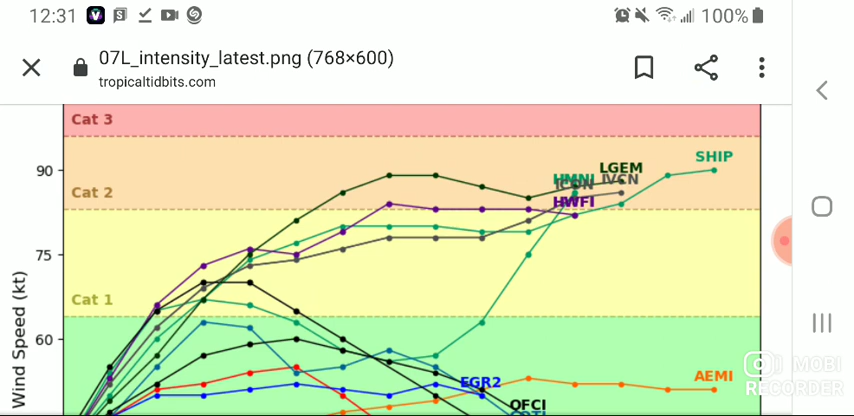 12:31
100%
07L_intensity_latest.png (768×600)
tropicaltidbits.com
Cat 3
90
Cat 2
75
Cat 1
60
Wind Speed (kt)
SHIP
LGEM
HMNI
ICON IVCN
HWFI
EGR2
AEMI
OFCI
MOBI
RECORDER